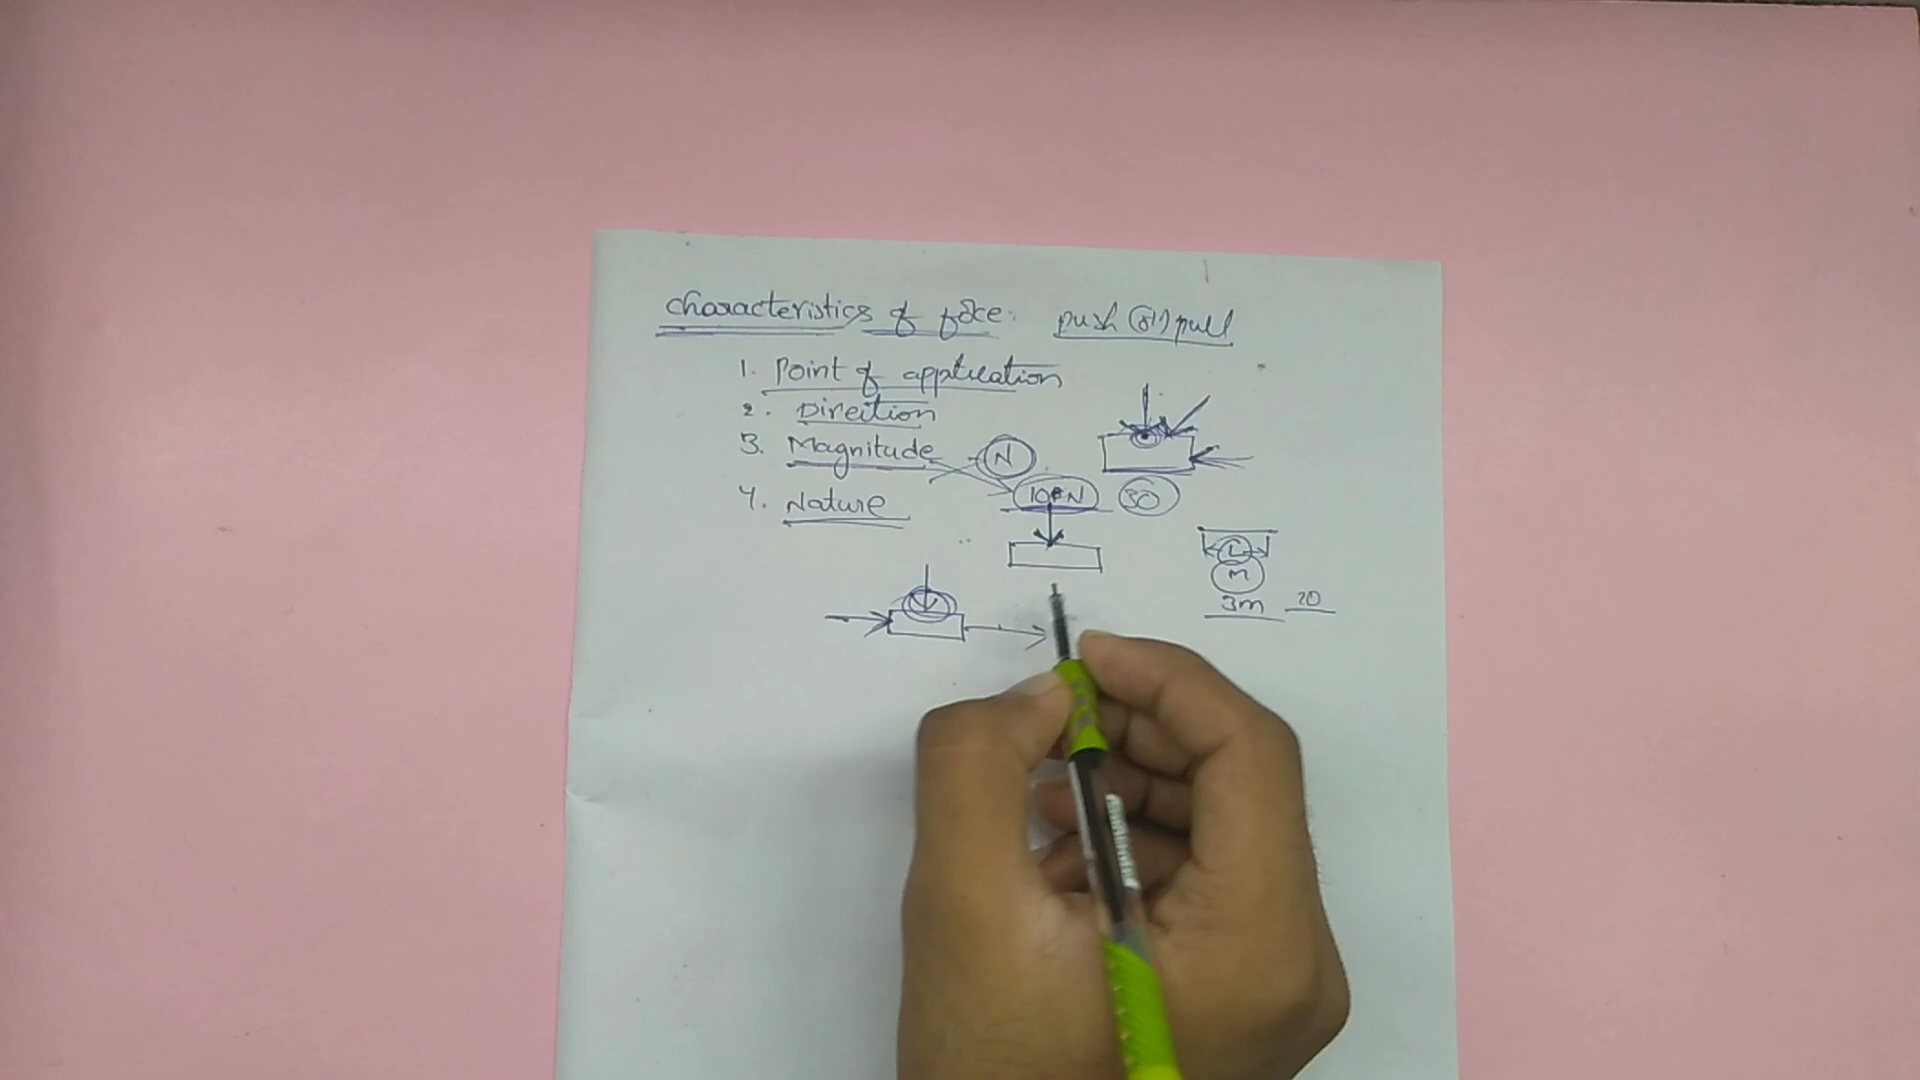 characteristics of force: push (or) pull
1. Point of application
2. Direction
3. Magnitude N
10 N 30
4. Nature
L
M
3m 20